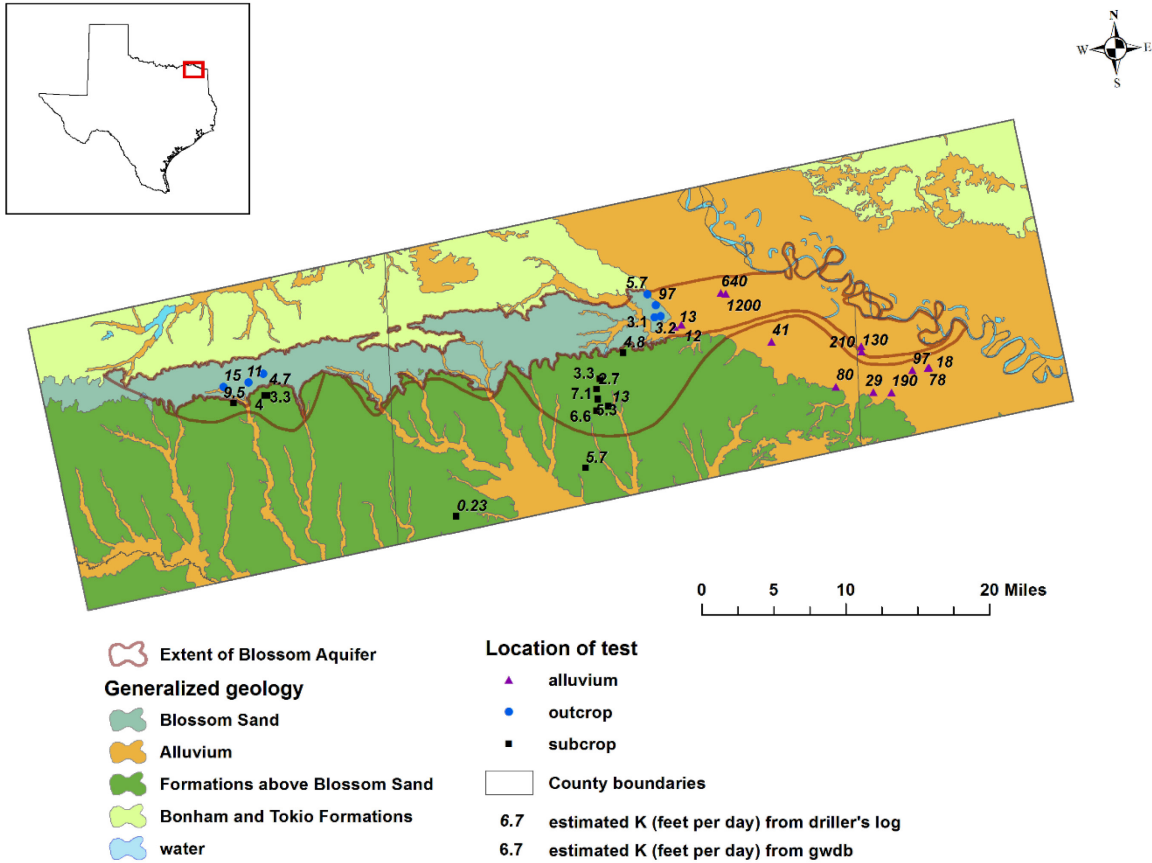 N
W E
S
5.7
97
640
1200
3.1
3.2
13
12
4.8
41
210
130
97
18
78
80
29
190
15
11
4.7
9.5
4
3.3
3.3
2.7
7.1
13
6.6
5.3
5.7
0.23
0 5 10 20 Miles
Extent of Blossom Aquifer
Generalized geology
Blossom Sand
Alluvium
Formations above Blossom Sand
Bonham and Tokio Formations
water
Location of test
alluvium
outcrop
subcrop
County boundaries
6.7 estimated K (feet per day) from driller's log
6.7 estimated K (feet per day) from gwdb